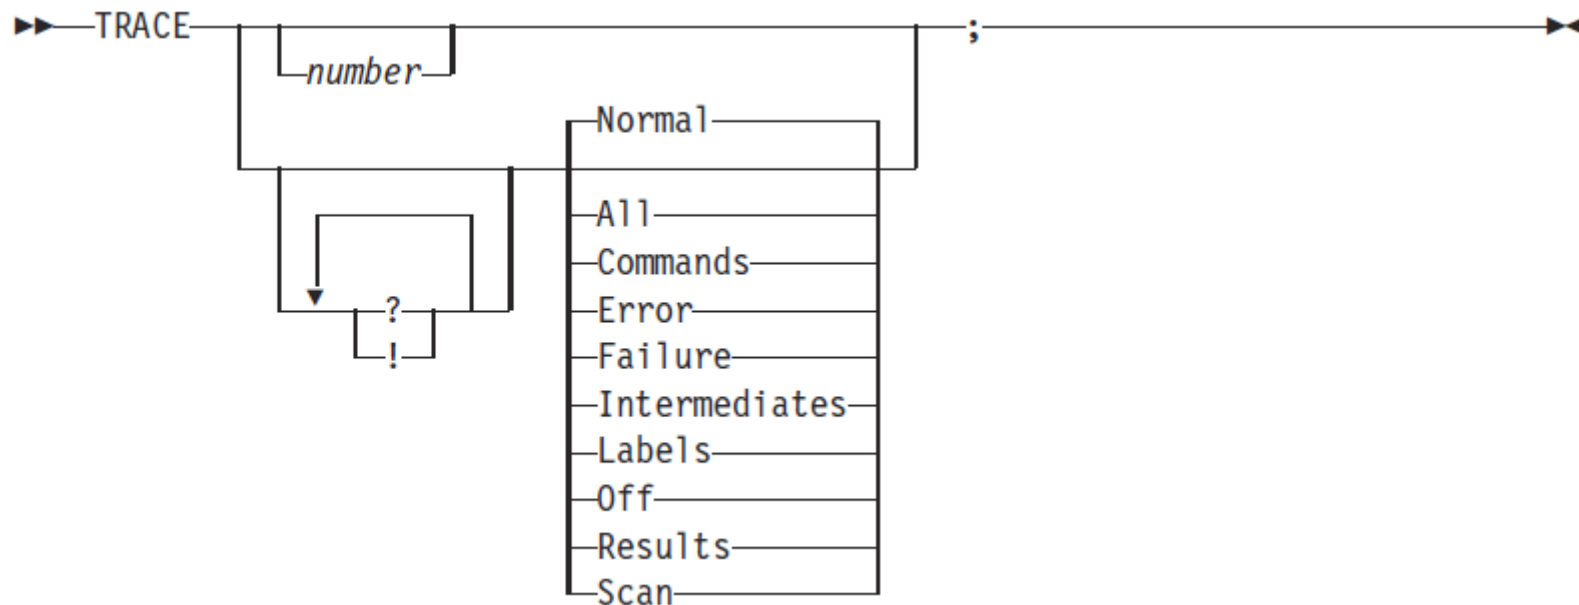 TRACE ;
number
Normal
All
Commands
?
Error
!
Failure
Intermediates
Labels
Off
Results
Scan